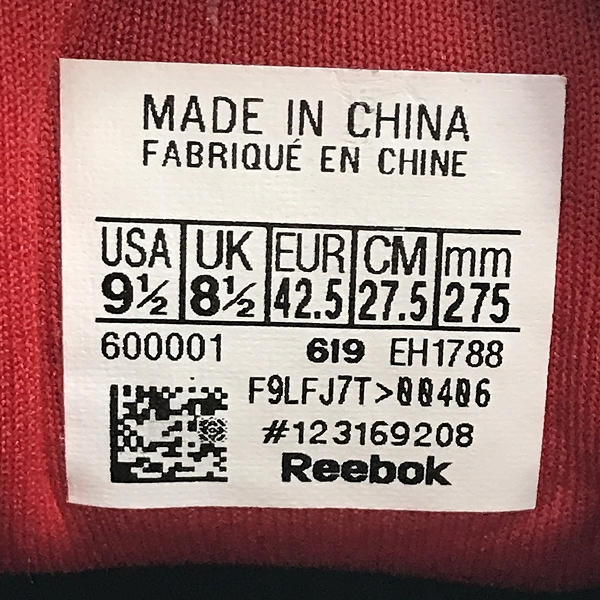 MADE IN CHINA
FABRIQUÉ EN CHINE
USA UK EUR CM mm
9½ 8½ 42.5 27.5 275
600001 619 EH1788
F9LFJ7T>00406
#123169208
Reebok